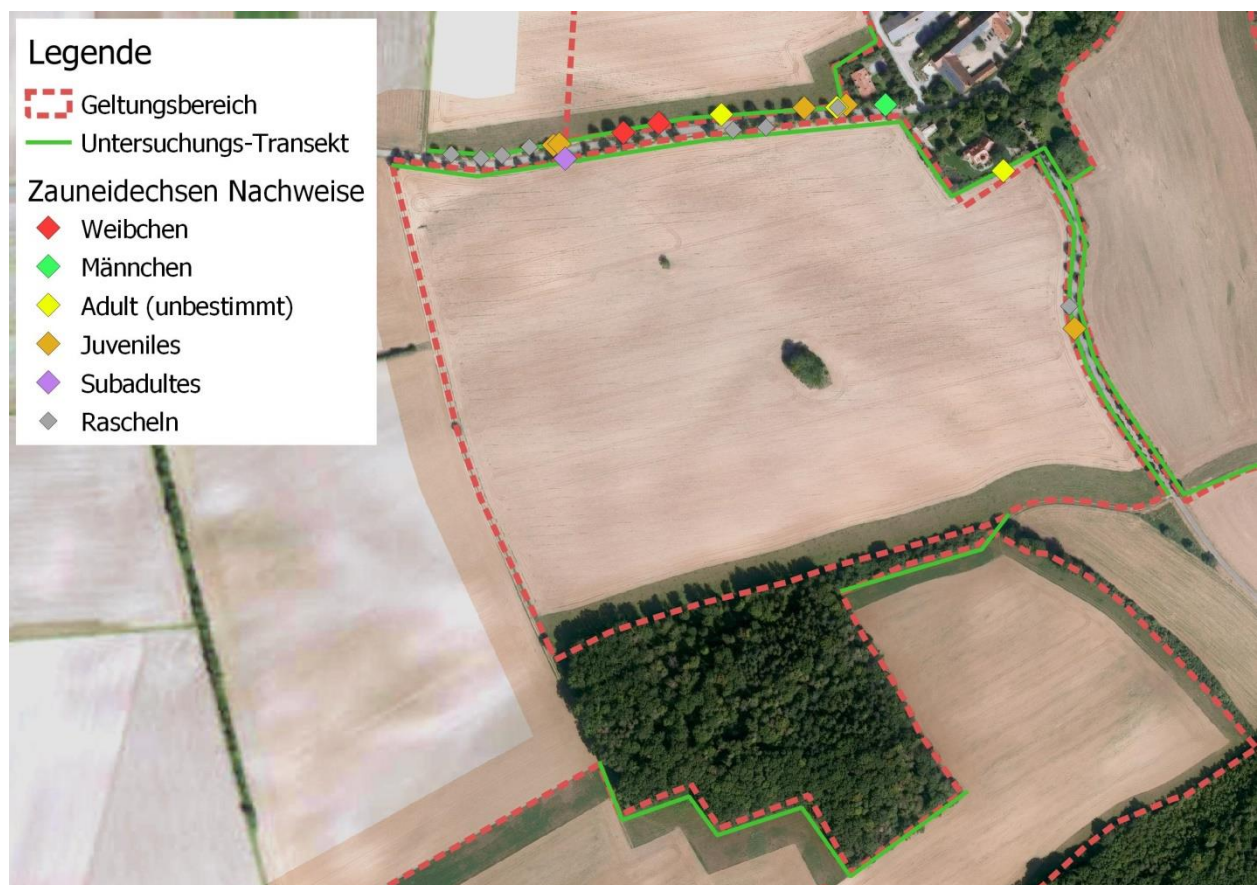 Legende
Geltungsbereich
Untersuchungs-Transekt
Zauneidechsen Nachweise
Weibchen
Männchen
Adult (unbestimmt)
Juveniles
Subadultes
Rascheln